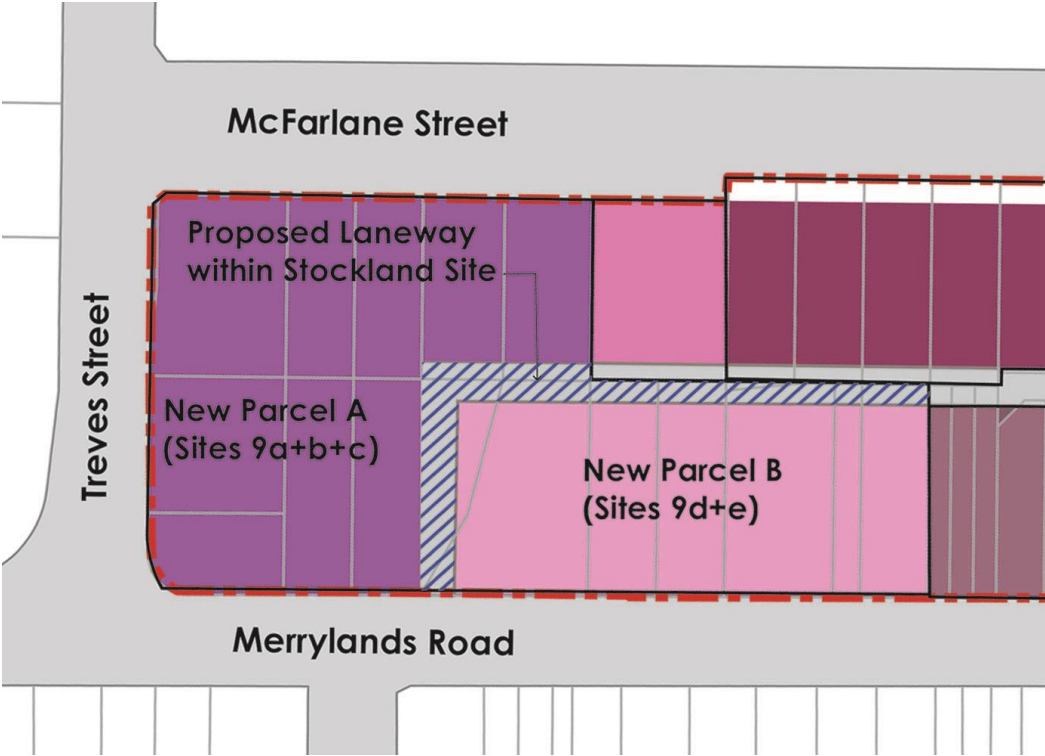 McFarlane Street
Proposed Laneway
within Stockland Site
Treves Street
New Parcel A
(Sites 9a+b+c)
New Parcel B
(Sites 9d+e)
Merrylands Road